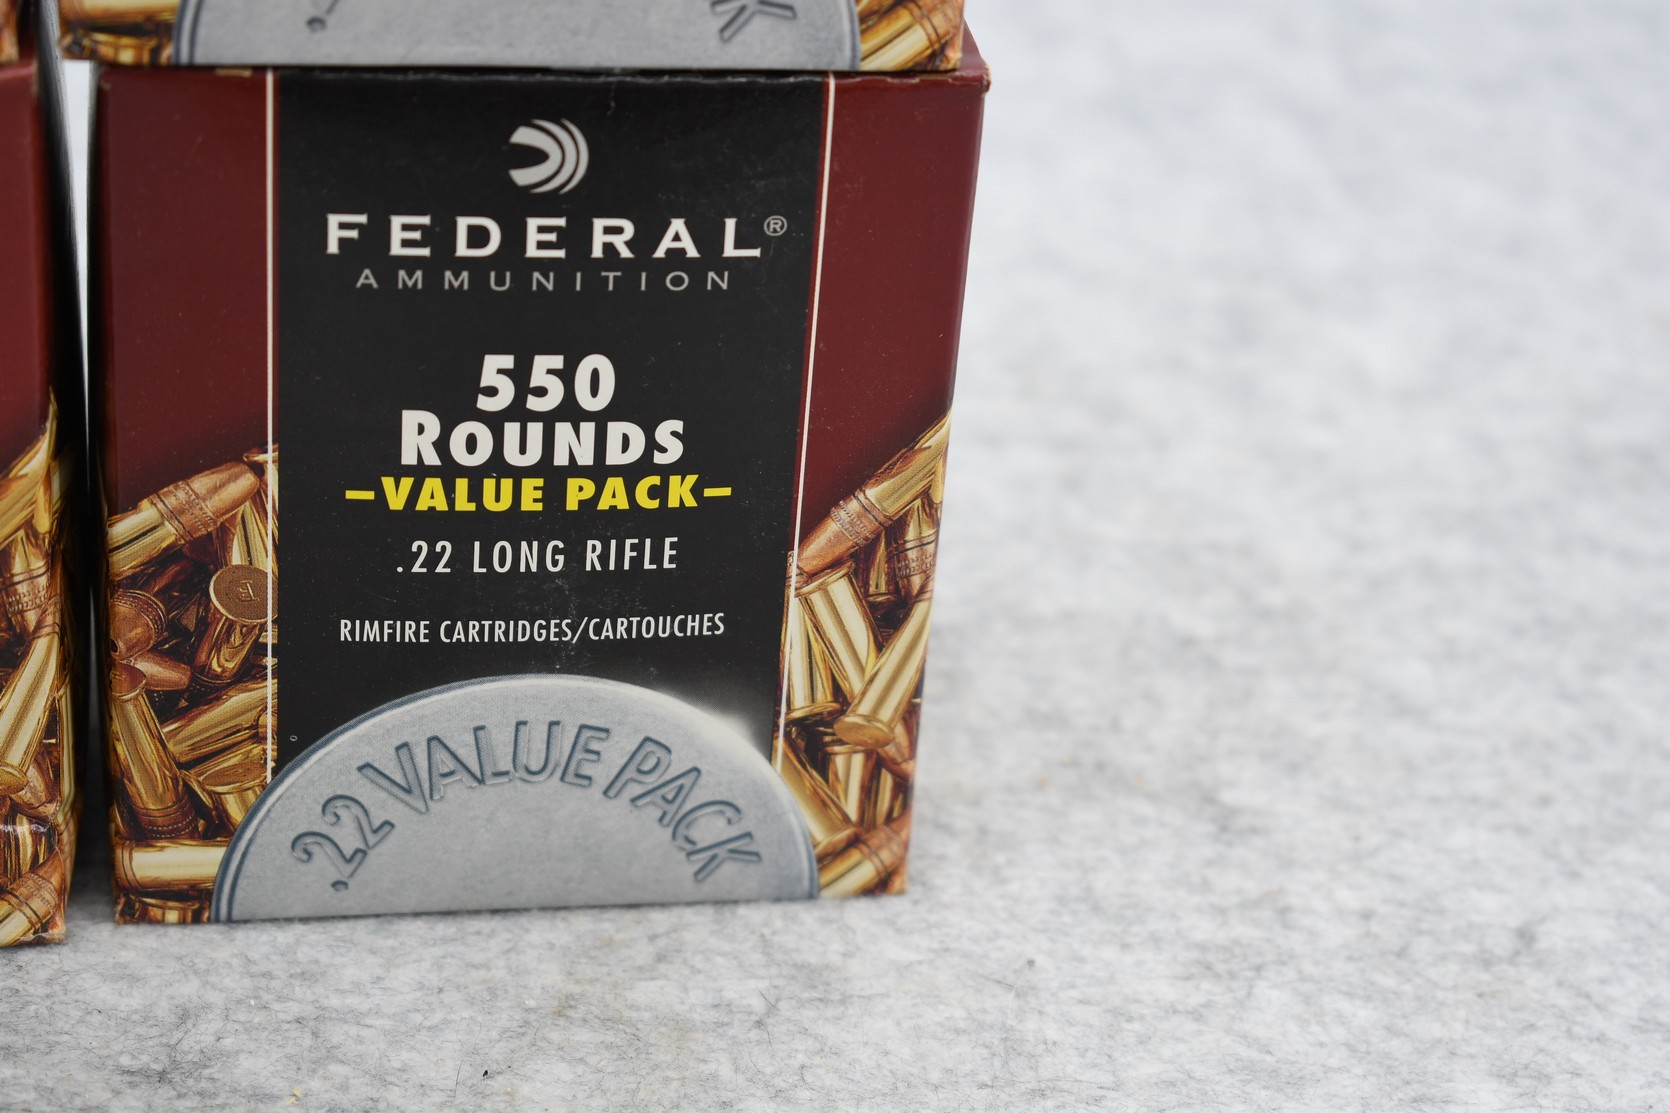 K
FEDERAL®
AMMUNITION
550
ROUNDS
–VALUE PACK–
.22 LONG RIFLE
RIMFIRE CARTRIDGES/CARTOUCHES
.22 VALUE PACK